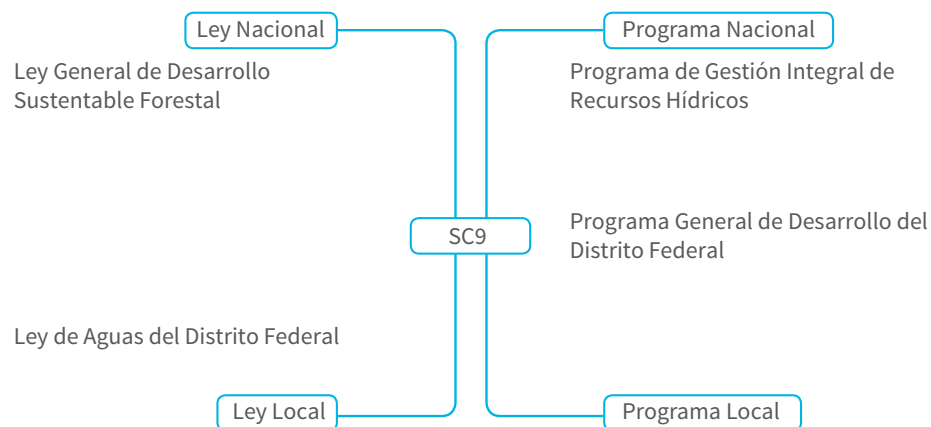 Ley Nacional
Programa Nacional
Ley General de Desarrollo
Sustentable Forestal
Programa de Gestión Integral de
Recursos Hídricos
SC9
Programa General de Desarrollo del
Distrito Federal
Ley de Aguas del Distrito Federal
Ley Local
Programa Local